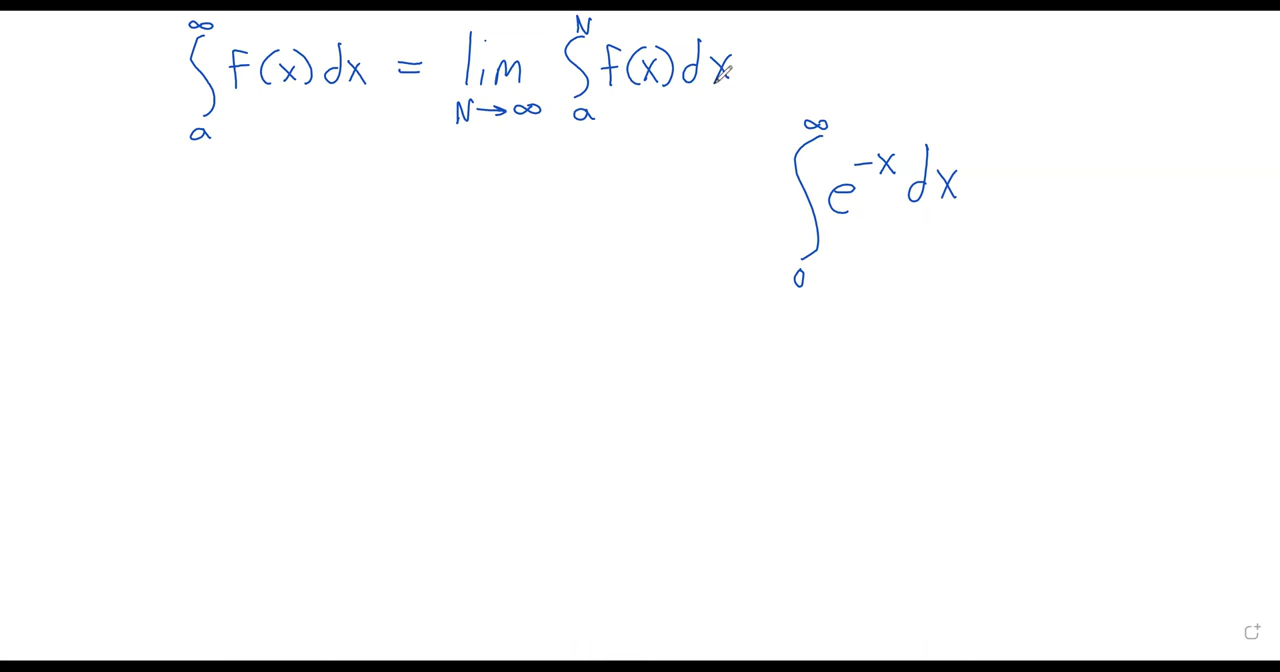 ∫_a^∞ f(x) dx = lim_{N→∞} ∫_a^N f(x) dx
∫_0^∞ e^{-x} dx